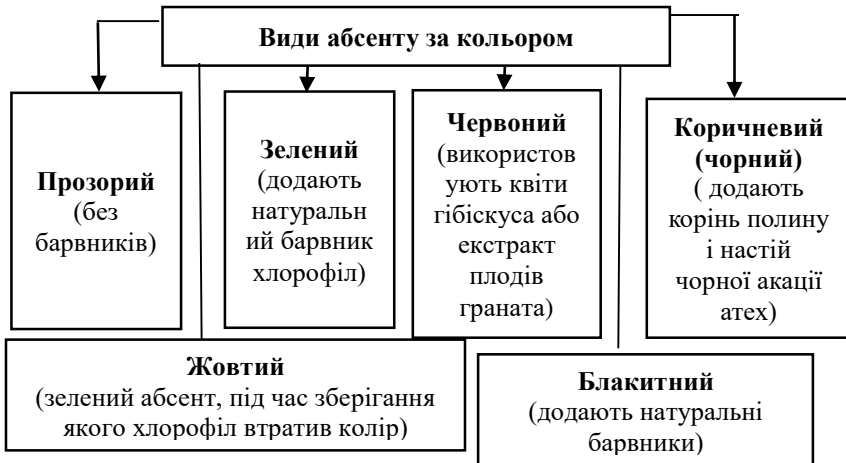 Види абсенту за кольором
Прозорий
(без
барвників)
Зелений
(додають
натуральн
ий барвник
хлорофіл)
Червоний
(використов
ують квіти
гібіскуса або
екстракт
плодів
граната)
Коричневий
(чорний)
( додають
корінь полину
і настій
чорної акації
атех)
Жовтий
(зелений абсент, під час зберігання
якого хлорофіл втратив колір)
Блакитний
(додають натуральні
барвники)